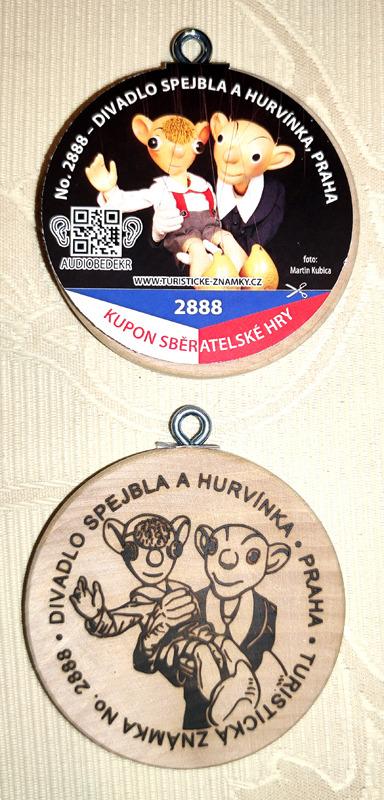 No. 2888 – DIVADLO SPEJBLA A HURVÍNKA, PRAHA
AUDIOBEDEKR
foto:
Martin Kubica
WWW.TURISTICKE-ZNAMKY.CZ
2888
KUPON SBĚRATELSKÉ HRY
DIVADLO SPEJBLA A HURVÍNKA • PRAHA • TURISTICKÁ ZNÁMKA No. 2888 •